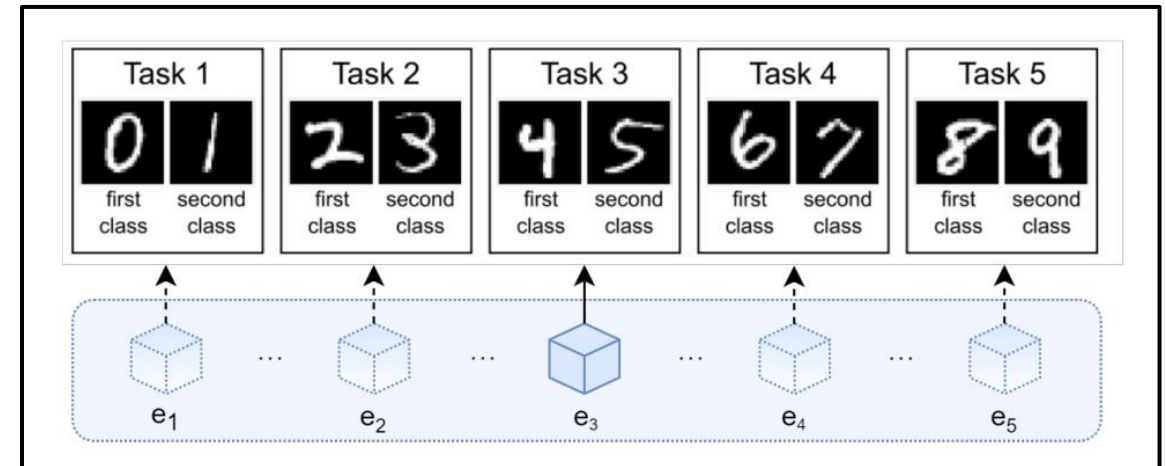 Task 1 Task 2 Task 3 Task 4 Task 5
0 1 2 3 4 5 6 7 8 9
first second first second first second first second first second
class class class class class class class class class class
... ... ... ...
e₁ e₂ e₃ e₄ e₅